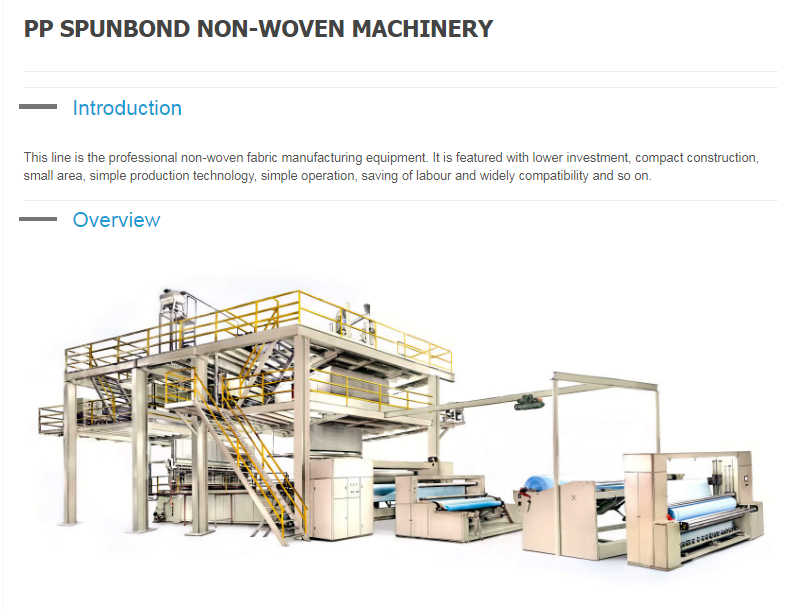 PP SPUNBOND NON-WOVEN MACHINERY
Introduction
This line is the professional non-woven fabric manufacturing equipment. It is featured with lower investment, compact construction,
small area, simple production technology, simple operation, saving of labour and widely compatibility and so on.
Overview